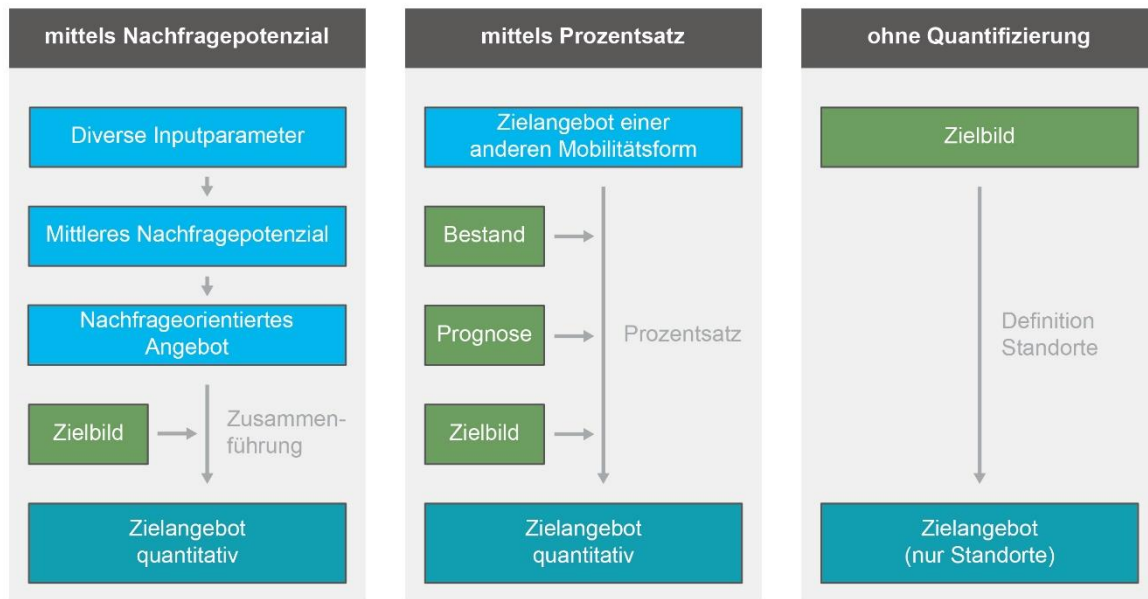 mittels Nachfragepotenzial
Diverse Inputparameter
Mittleres Nachfragepotenzial
Nachfrageorientiertes
Angebot
Zielbild
Zusammen-
führung
Zielangebot
quantitativ
mittels Prozentsatz
Zielangebot einer
anderen Mobilitätsform
Bestand
Prognose
Prozentsatz
Zielbild
Zielangebot
quantitativ
ohne Quantifizierung
Zielbild
Definition
Standorte
Zielangebot
(nur Standorte)